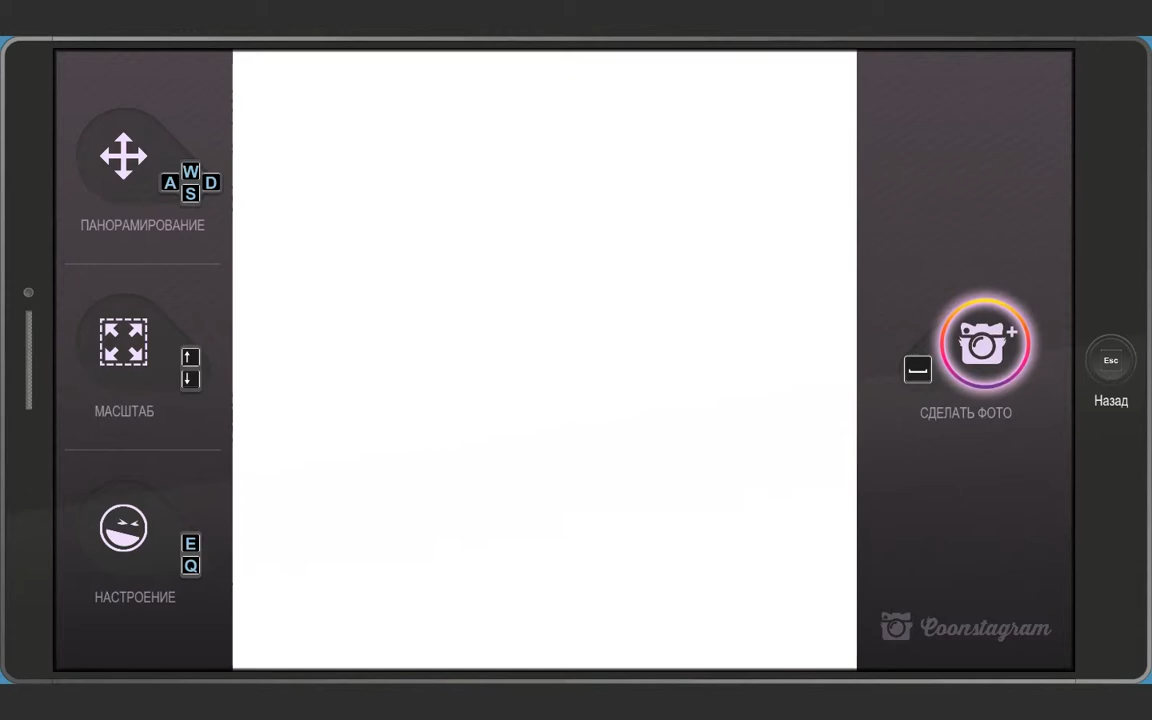 W
A S D
ПАНОРАМИРОВАНИЕ
МАСШТАБ
E
Q
НАСТРОЕНИЕ
СДЕЛАТЬ ФОТО
Esc
Назад
Coonstagram